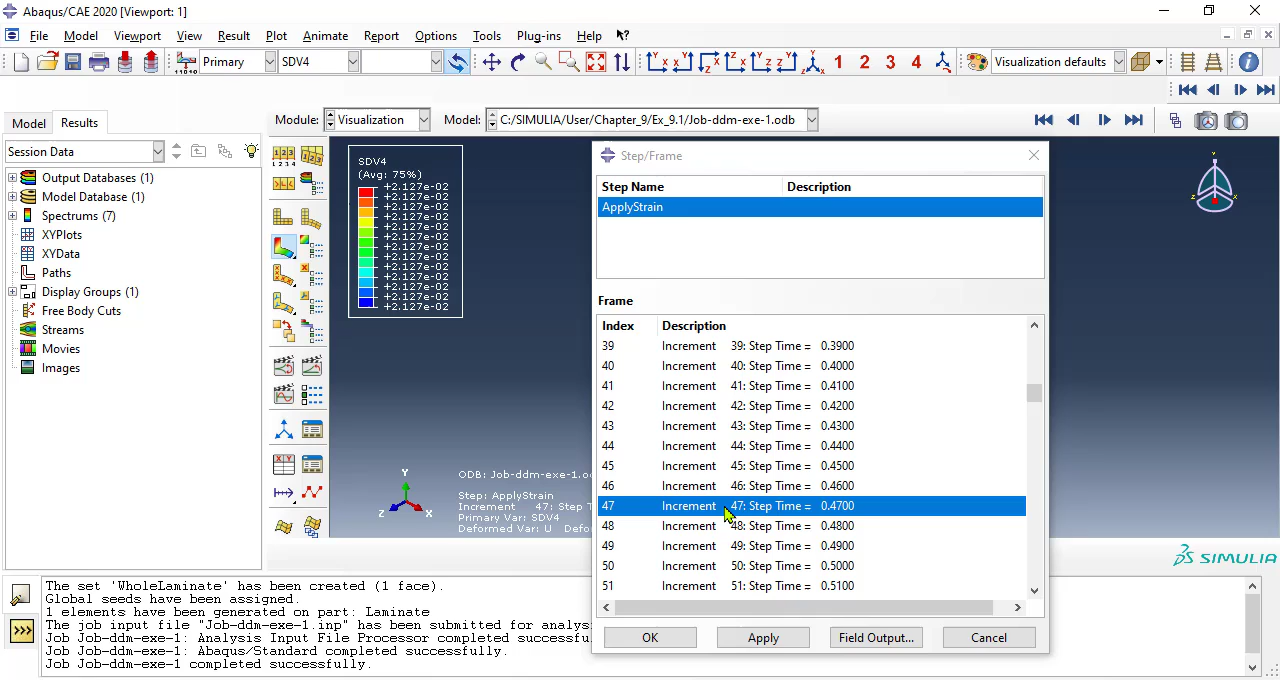 Abaqus/CAE 2020 [Viewport: 1]
File Model Viewport View Result Plot Animate Report Options Tools Plug-ins Help
Primary SDV4 1 2 3 4 Visualization defaults
Model Results Module: Visualization Model: C:/SIMULIA/User/Chapter_9/Ex_9.1/Job-ddm-exe-1.odb
Session Data
Output Databases (1)
Model Database (1)
Spectrums (7)
XYPlots
XYData
Paths
Display Groups (1)
Free Body Cuts
Streams
Movies
Images
SDV4
(Avg: 75%)
+2.127e-02
+2.127e-02
+2.127e-02
+2.127e-02
+2.127e-02
+2.127e-02
+2.127e-02
+2.127e-02
+2.127e-02
+2.127e-02
+2.127e-02
+2.127e-02
+2.127e-02
Y
Z X
ODB: Job-ddm-exe-1.o
Step: ApplyStrain
Increment 47: Step T
Primary Var: SDV4
Deformed Var: U Defo
Step/Frame
Step Name Description
ApplyStrain
Frame
Index Description
39 Increment 39: Step Time = 0.3900
40 Increment 40: Step Time = 0.4000
41 Increment 41: Step Time = 0.4100
42 Increment 42: Step Time = 0.4200
43 Increment 43: Step Time = 0.4300
44 Increment 44: Step Time = 0.4400
45 Increment 45: Step Time = 0.4500
46 Increment 46: Step Time = 0.4600
47 Increment 47: Step Time = 0.4700
48 Increment 48: Step Time = 0.4800
49 Increment 49: Step Time = 0.4900
50 Increment 50: Step Time = 0.5000
51 Increment 51: Step Time = 0.5100
OK Apply Field Output... Cancel
SIMULIA
The set 'WholeLaminate' has been created (1 face).
Global seeds have been assigned.
1 elements have been generated on part: Laminate
The job input file "Job-ddm-exe-1.inp" has been submitted for analys
Job Job-ddm-exe-1: Analysis Input File Processor completed successfu
Job Job-ddm-exe-1: Abaqus/Standard completed successfully.
Job Job-ddm-exe-1 completed successfully.